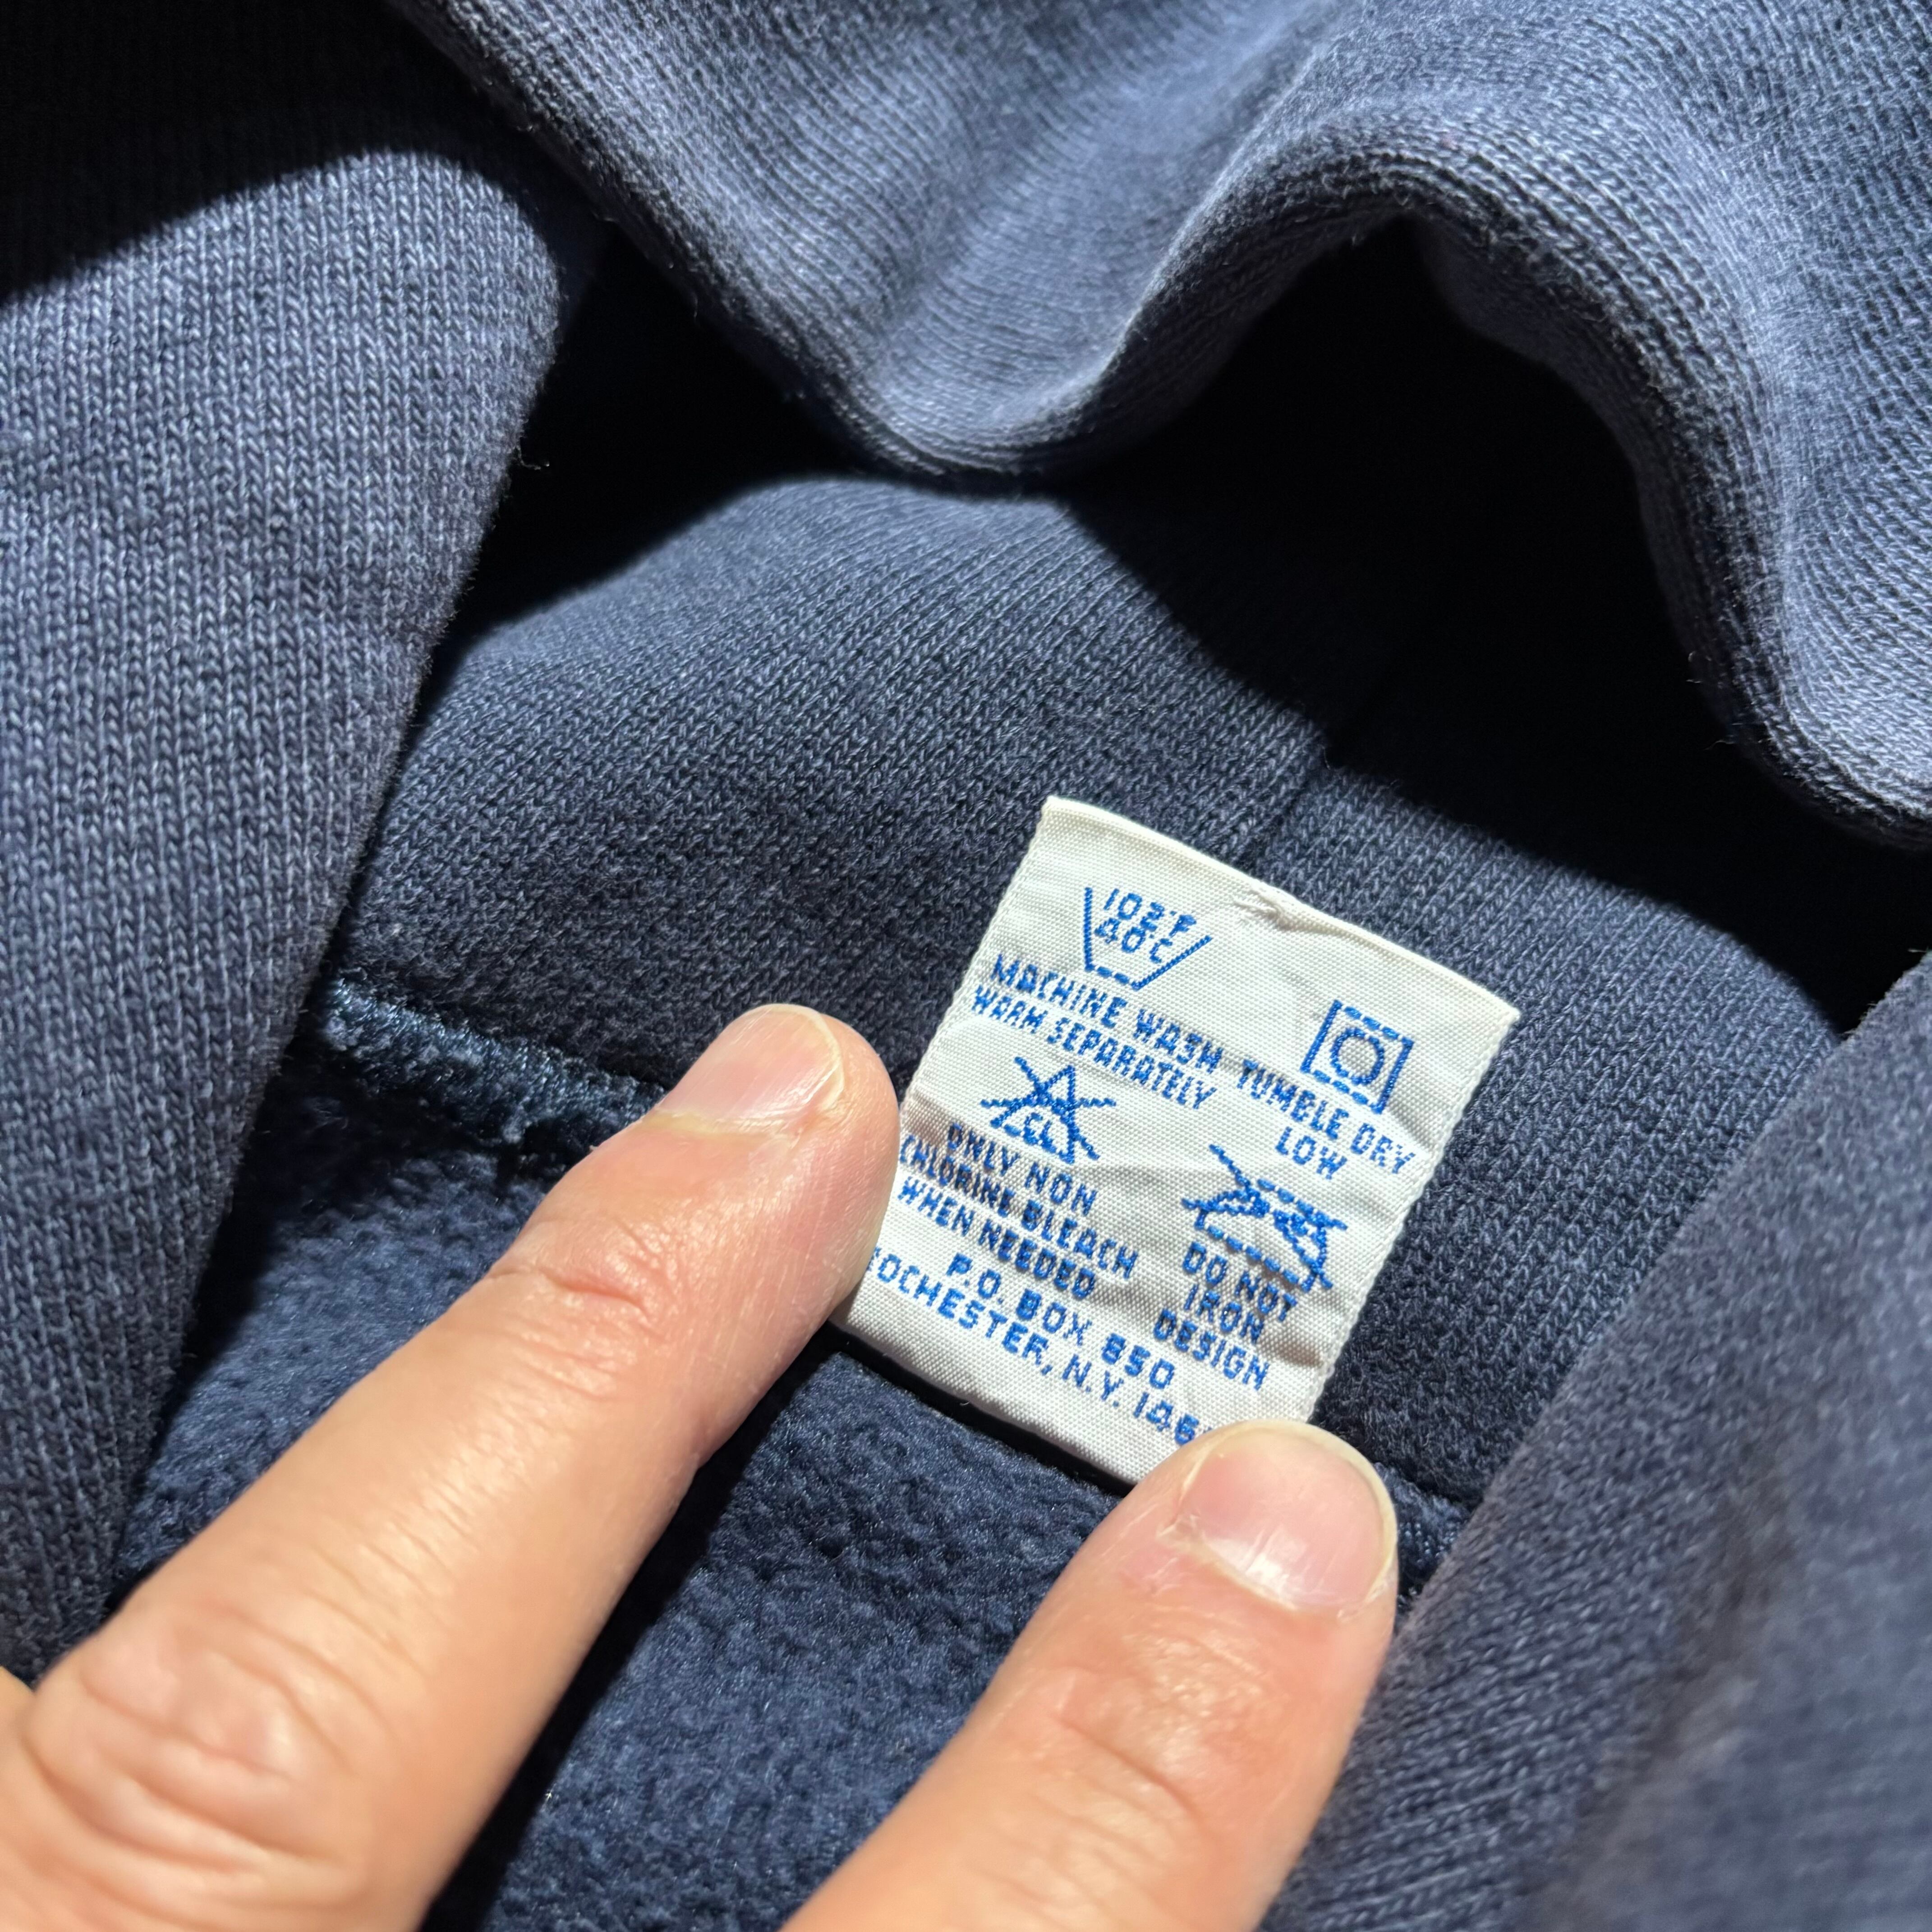 102°F
40°C
MACHINE WASH
WARM SEPARATELY
TUMBLE DRY
LOW
CL
ONLY NON
CHLORINE BLEACH
WHEN NEEDED
DO NOT
IRON
DESIGN
P.O. BOX 850
ROCHESTER, N.Y.